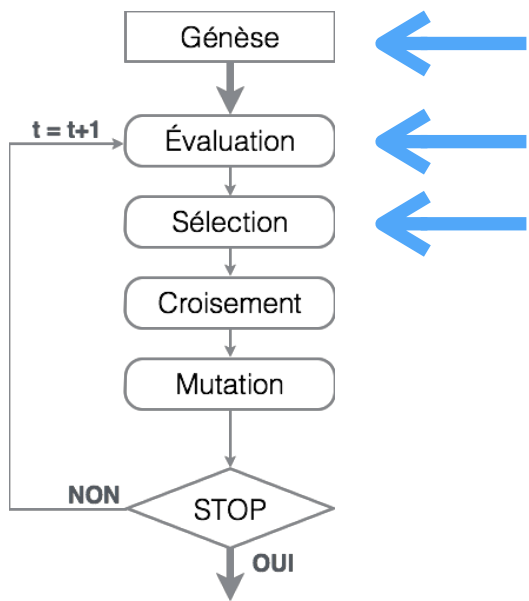 Génèse
t = t+1
Évaluation
Sélection
Croisement
Mutation
NON
STOP
OUI